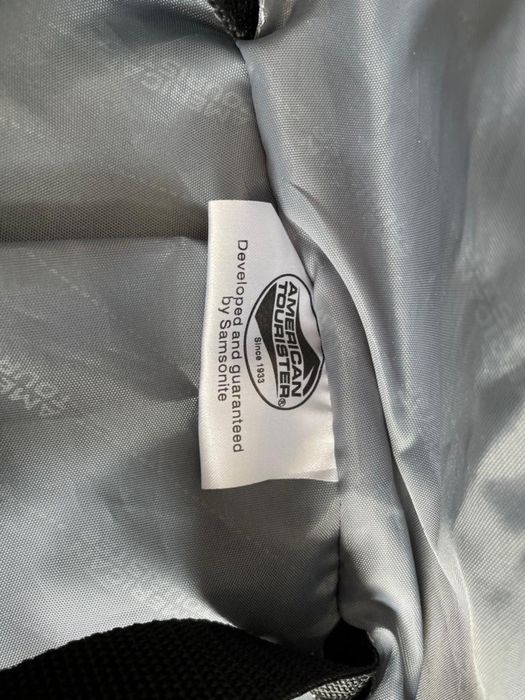 AMERICAN
TOURISTER®
Since 1933
Developed and guaranteed
by Samsonite